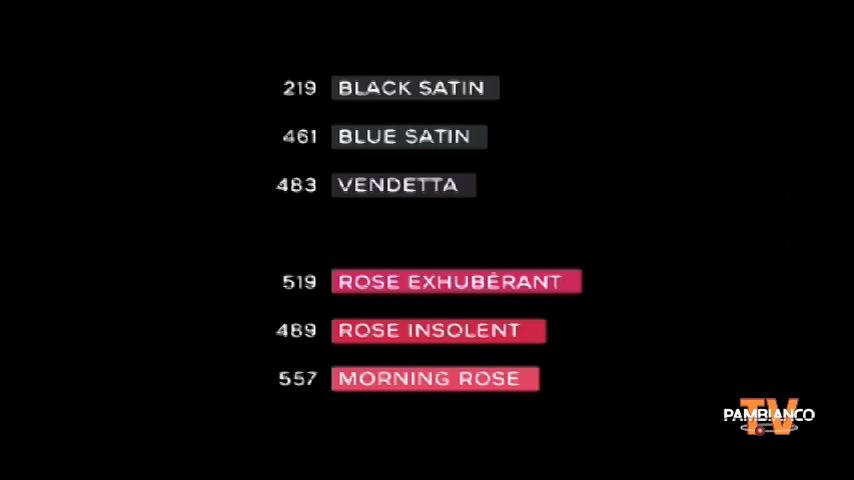 219 BLACK SATIN
461 BLUE SATIN
483 VENDETTA
519 ROSE EXHUBÉRANT
489 ROSE INSOLENT
557 MORNING ROSE
TV
PAMBIANCO